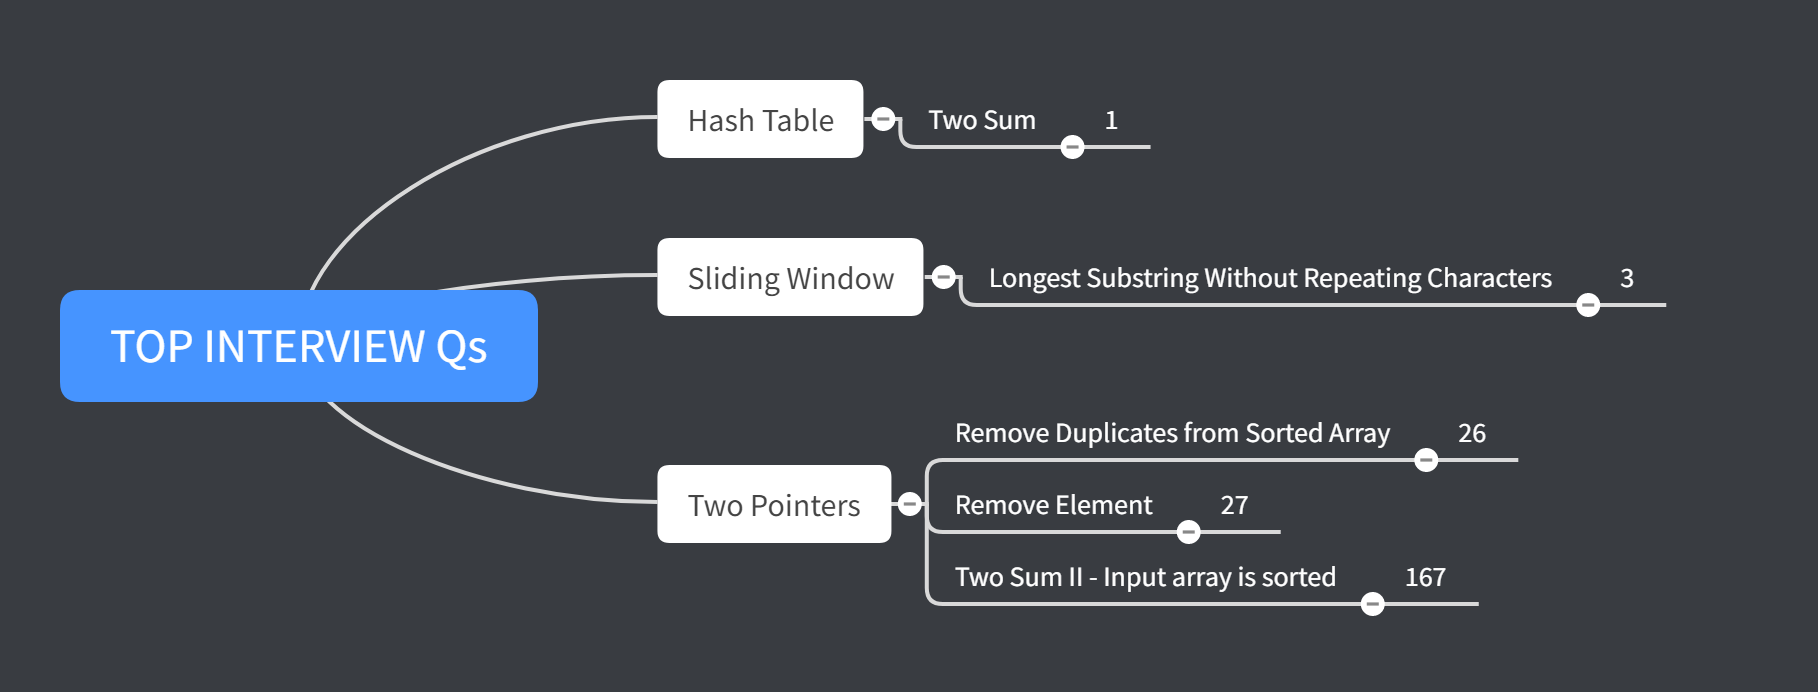 TOP INTERVIEW Qs
Hash Table
Two Sum 1
Sliding Window
Longest Substring Without Repeating Characters 3
Two Pointers
Remove Duplicates from Sorted Array 26
Remove Element 27
Two Sum II - Input array is sorted 167